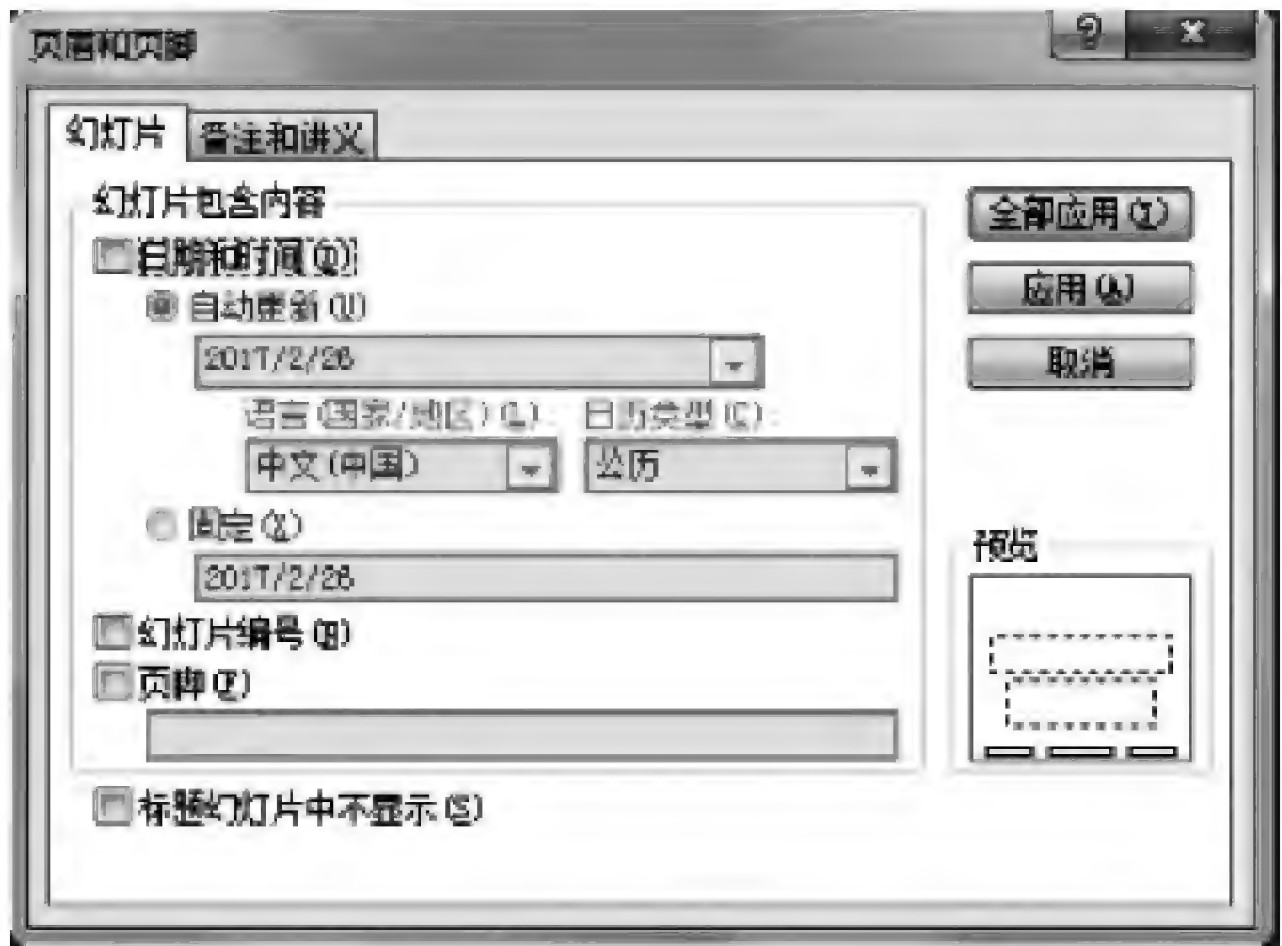 页眉和页脚
幻灯片 备注和讲义
幻灯片包含内容
日期和时间(D)
自动更新(U)
2017/2/26
语言(国家/地区)(L): 日历类型(C):
中文(中国) 公历
固定(X)
2017/2/26
幻灯片编号(N)
页脚(F)
标题幻灯片中不显示(S)
全部应用(Y)
应用(A)
取消
预览